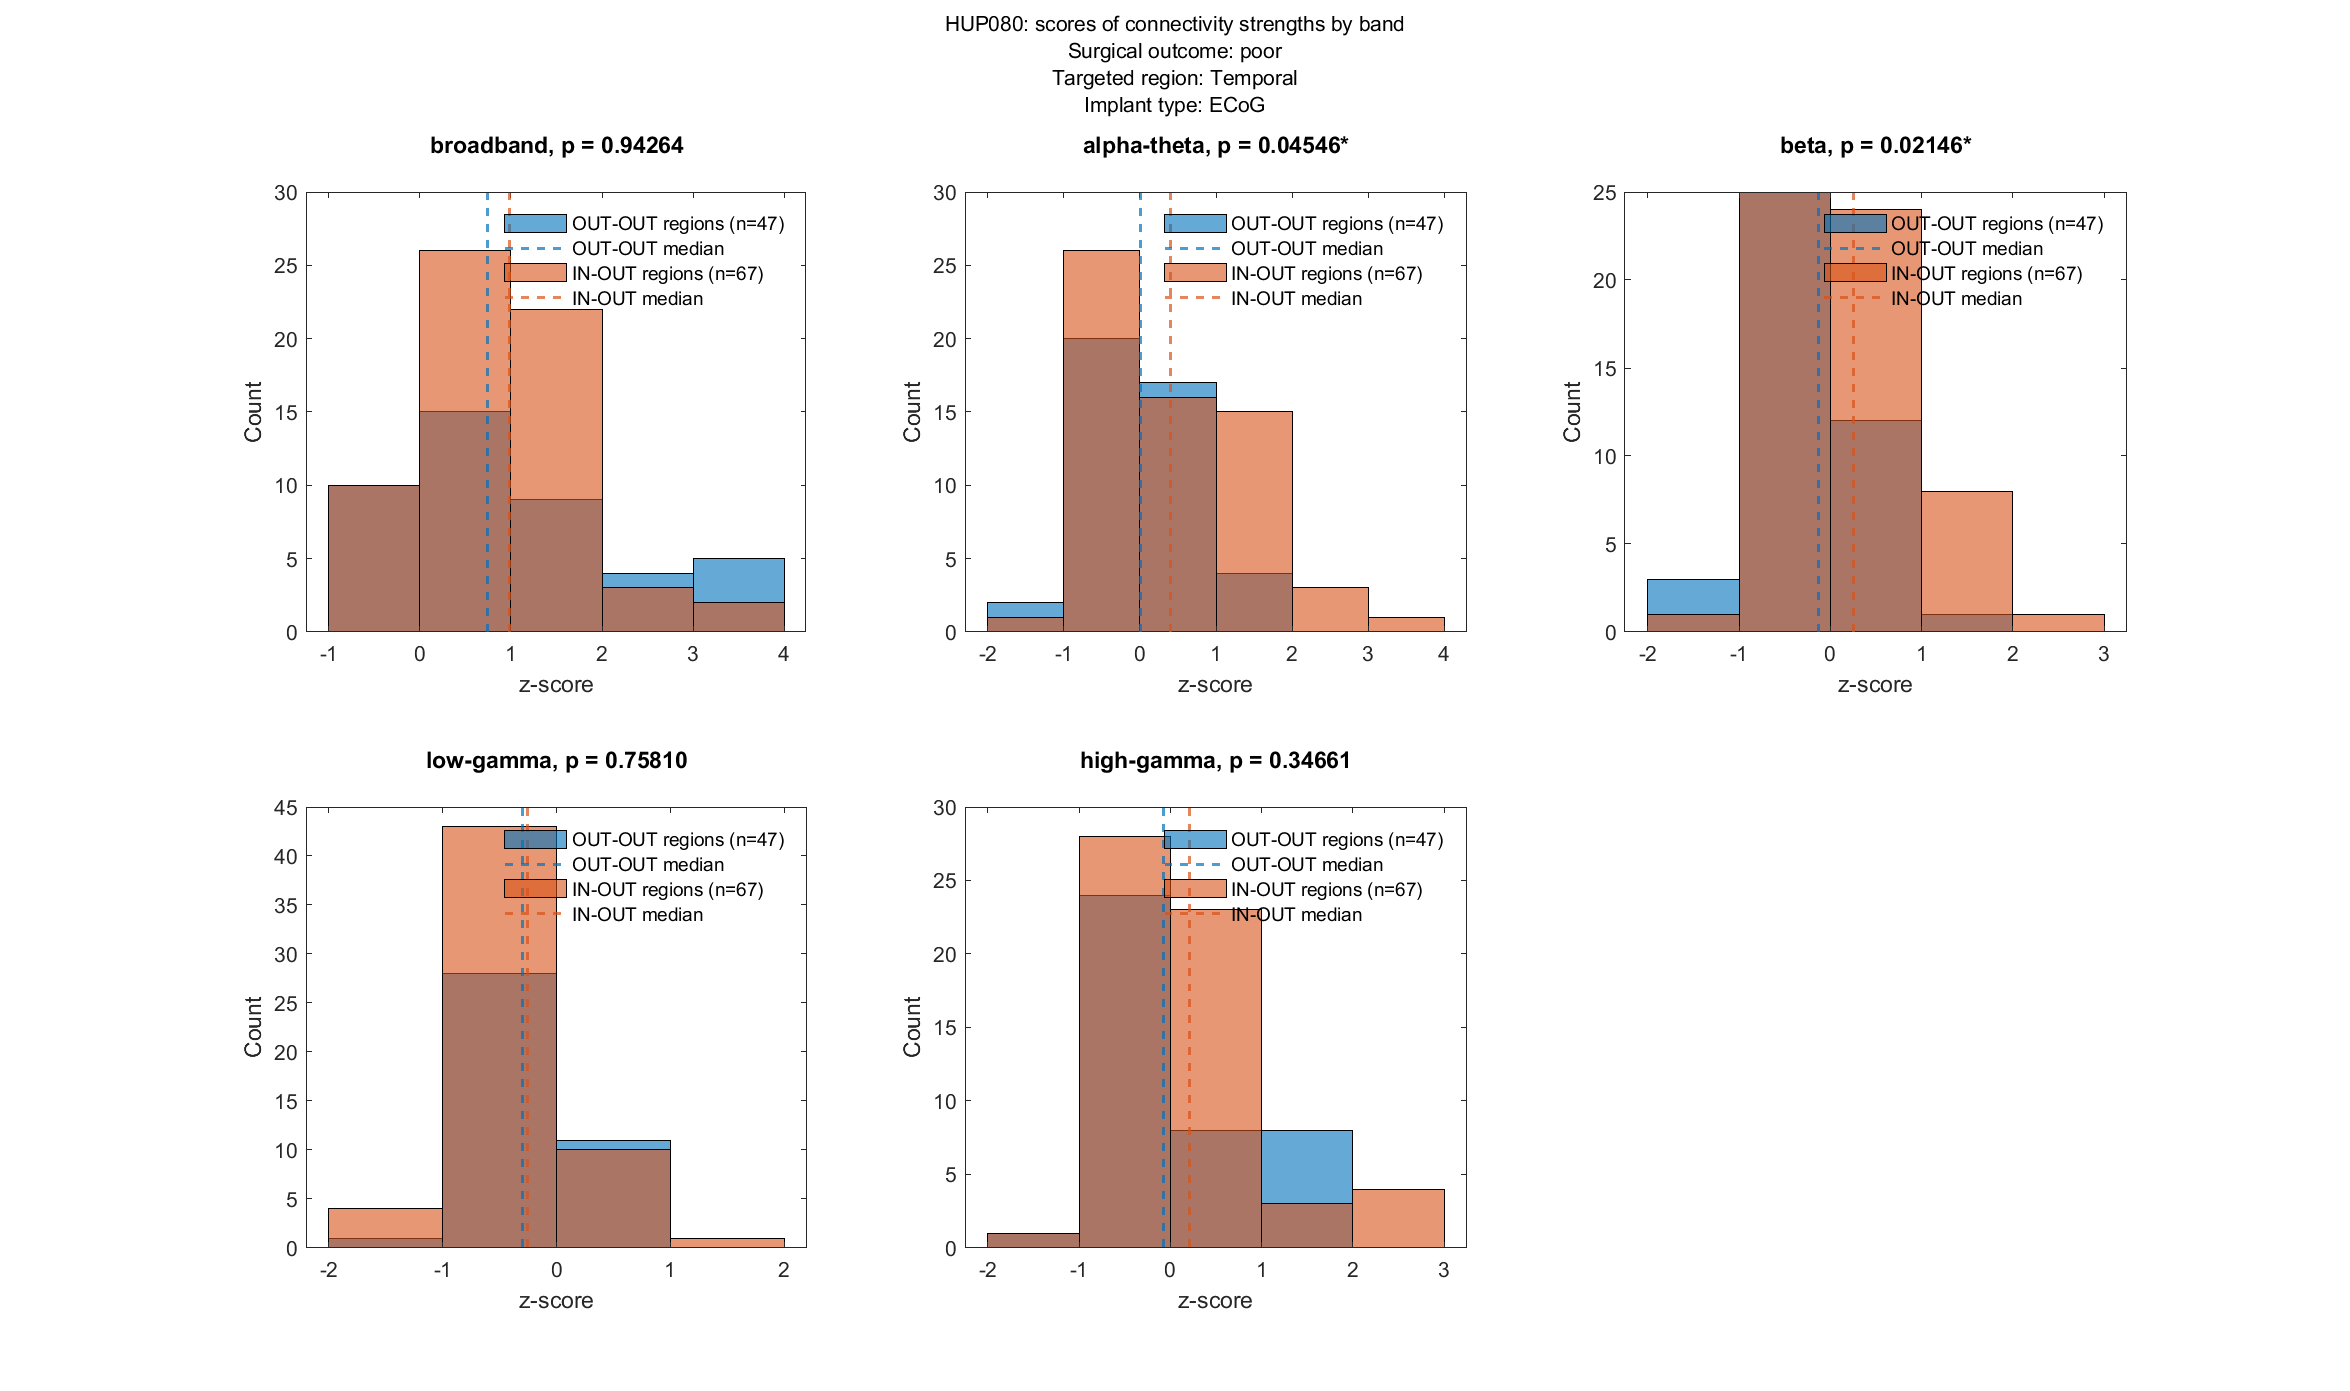 HUP080: scores of connectivity strengths by band
Surgical outcome: poor
Targeted region: Temporal
Implant type: ECoG
broadband, p = 0.94264
30
25
20
15
10
5
0
Count
-1 0 1 2 3 4
z-score
OUT-OUT regions (n=47)
OUT-OUT median
IN-OUT regions (n=67)
IN-OUT median
alpha-theta, p = 0.04546*
30
25
20
15
10
5
0
Count
-2 -1 0 1 2 3 4
z-score
OUT-OUT regions (n=47)
OUT-OUT median
IN-OUT regions (n=67)
IN-OUT median
beta, p = 0.02146*
25
20
15
10
5
0
Count
-2 -1 0 1 2 3
z-score
OUT-OUT regions (n=47)
OUT-OUT median
IN-OUT regions (n=67)
IN-OUT median
low-gamma, p = 0.75810
45
40
35
30
25
20
15
10
5
0
Count
-2 -1 0 1 2
z-score
OUT-OUT regions (n=47)
OUT-OUT median
IN-OUT regions (n=67)
IN-OUT median
high-gamma, p = 0.34661
30
25
20
15
10
5
0
Count
-2 -1 0 1 2 3
z-score
OUT-OUT regions (n=47)
OUT-OUT median
IN-OUT regions (n=67)
IN-OUT median